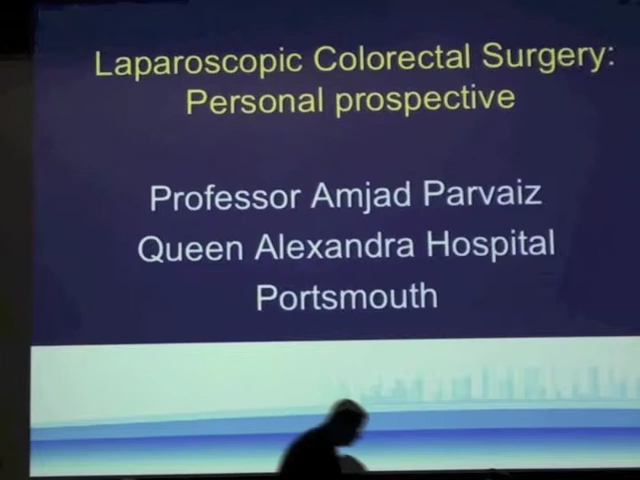 Laparoscopic Colorectal Surgery:
Personal prospective
Professor Amjad Parvaiz
Queen Alexandra Hospital
Portsmouth